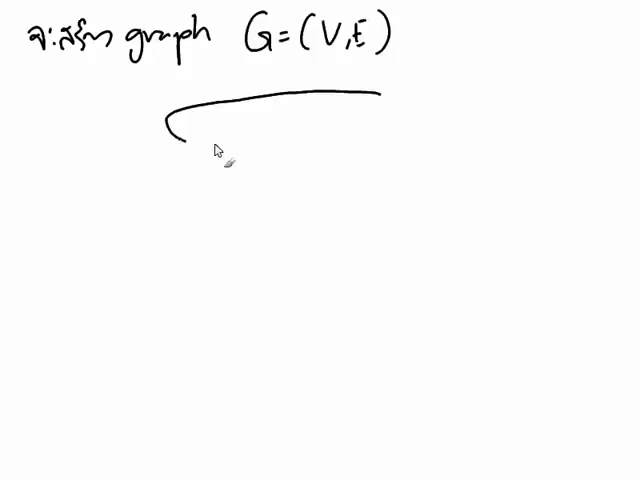 จะสร้าง graph G = (V, E)